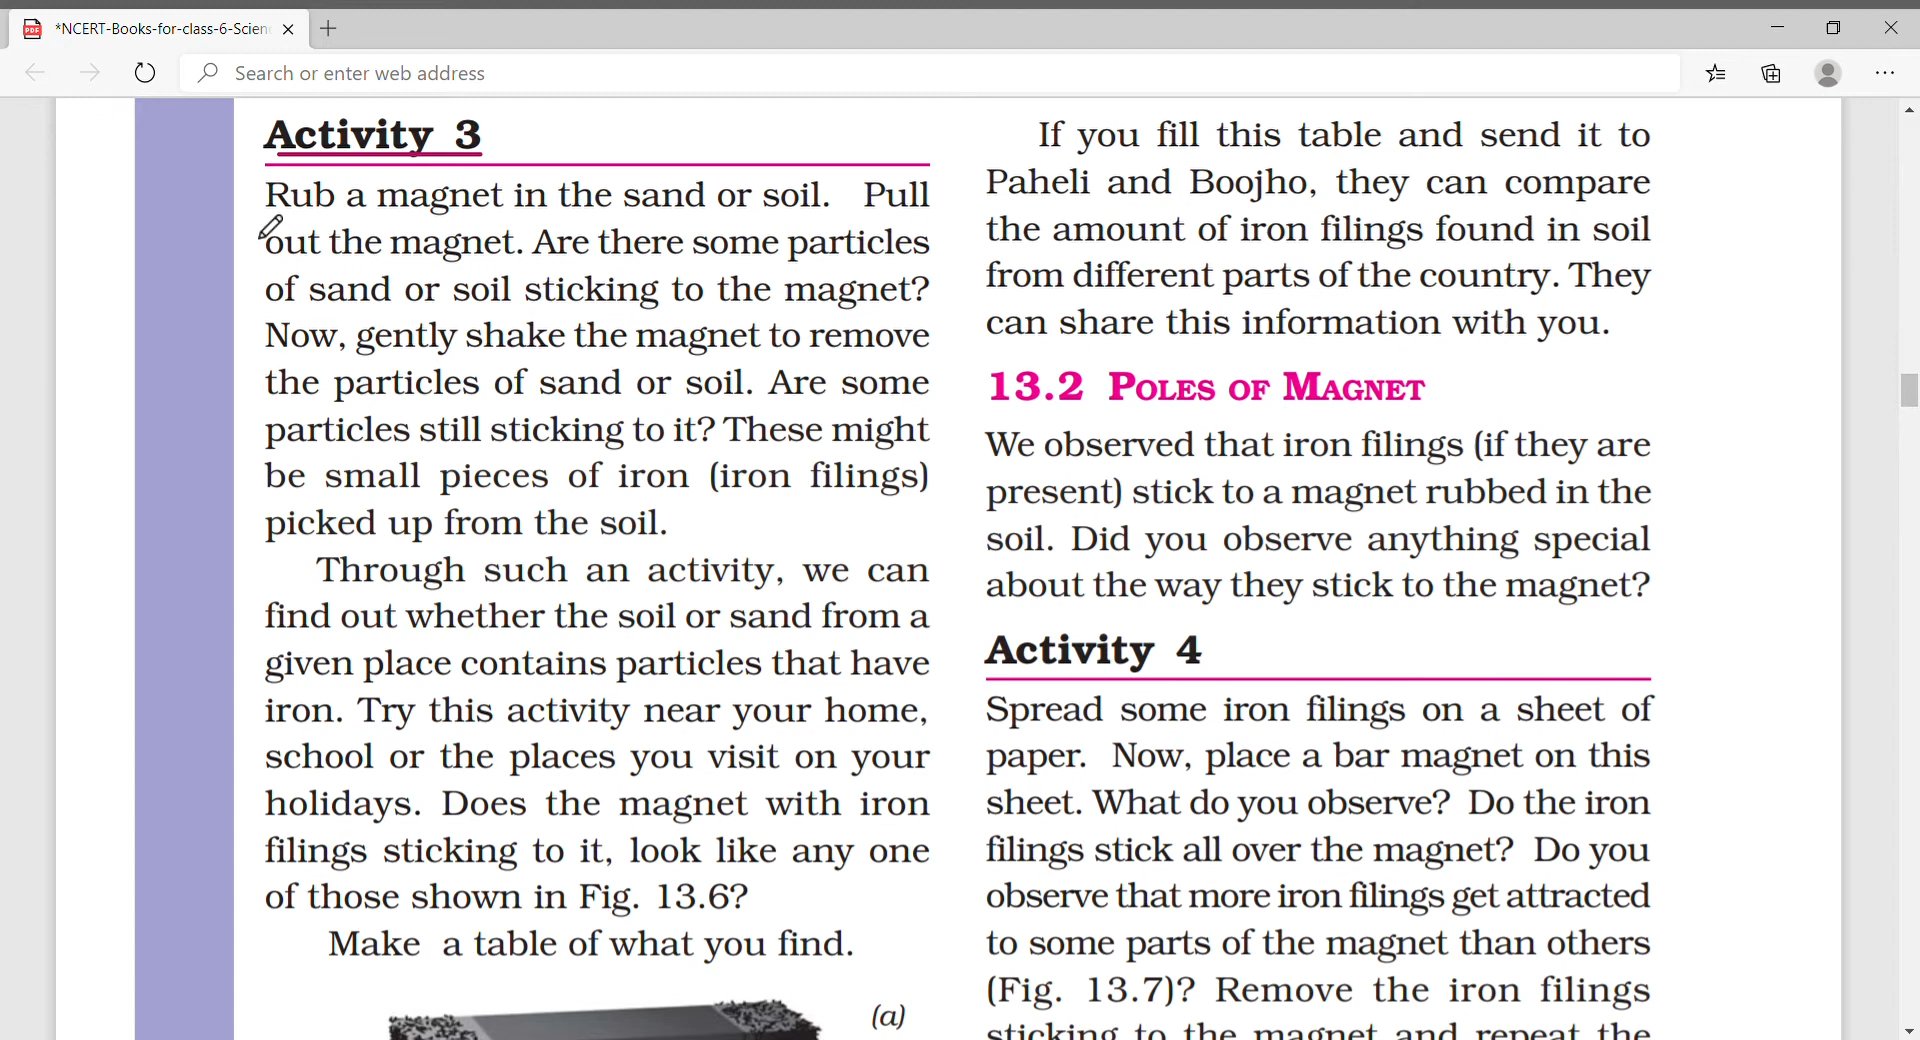 *NCERT-Books-for-class-6-Scien
Search or enter web address
Activity 3
Rub a magnet in the sand or soil. Pull
out the magnet. Are there some particles
of sand or soil sticking to the magnet?
Now, gently shake the magnet to remove
the particles of sand or soil. Are some
particles still sticking to it? These might
be small pieces of iron (iron filings)
picked up from the soil.
Through such an activity, we can
find out whether the soil or sand from a
given place contains particles that have
iron. Try this activity near your home,
school or the places you visit on your
holidays. Does the magnet with iron
filings sticking to it, look like any one
of those shown in Fig. 13.6?
Make a table of what you find.
(a)
If you fill this table and send it to
Paheli and Boojho, they can compare
the amount of iron filings found in soil
from different parts of the country. They
can share this information with you.
13.2 POLES OF MAGNET
We observed that iron filings (if they are
present) stick to a magnet rubbed in the
soil. Did you observe anything special
about the way they stick to the magnet?
Activity 4
Spread some iron filings on a sheet of
paper. Now, place a bar magnet on this
sheet. What do you observe? Do the iron
filings stick all over the magnet? Do you
observe that more iron filings get attracted
to some parts of the magnet than others
(Fig. 13.7)? Remove the iron filings
sticking to the magnet and repeat the